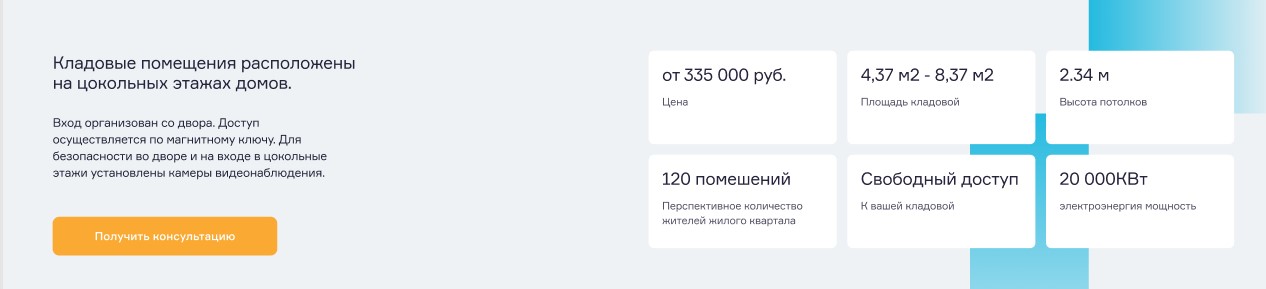 Кладовые помещения расположены
на цокольных этажах домов.
Вход организован со двора. Доступ
осуществляется по магнитному ключу. Для
безопасности во дворе и на входе в цокольные
этажи установлены камеры видеонаблюдения.
Получить консультацию
от 335 000 руб.
Цена
4,37 м2 - 8,37 м2
Площадь кладовой
2.34 м
Высота потолков
120 помешений
Перспективное количество
жителей жилого квартала
Свободный доступ
К вашей кладовой
20 000КВт
электроэнергия мощность